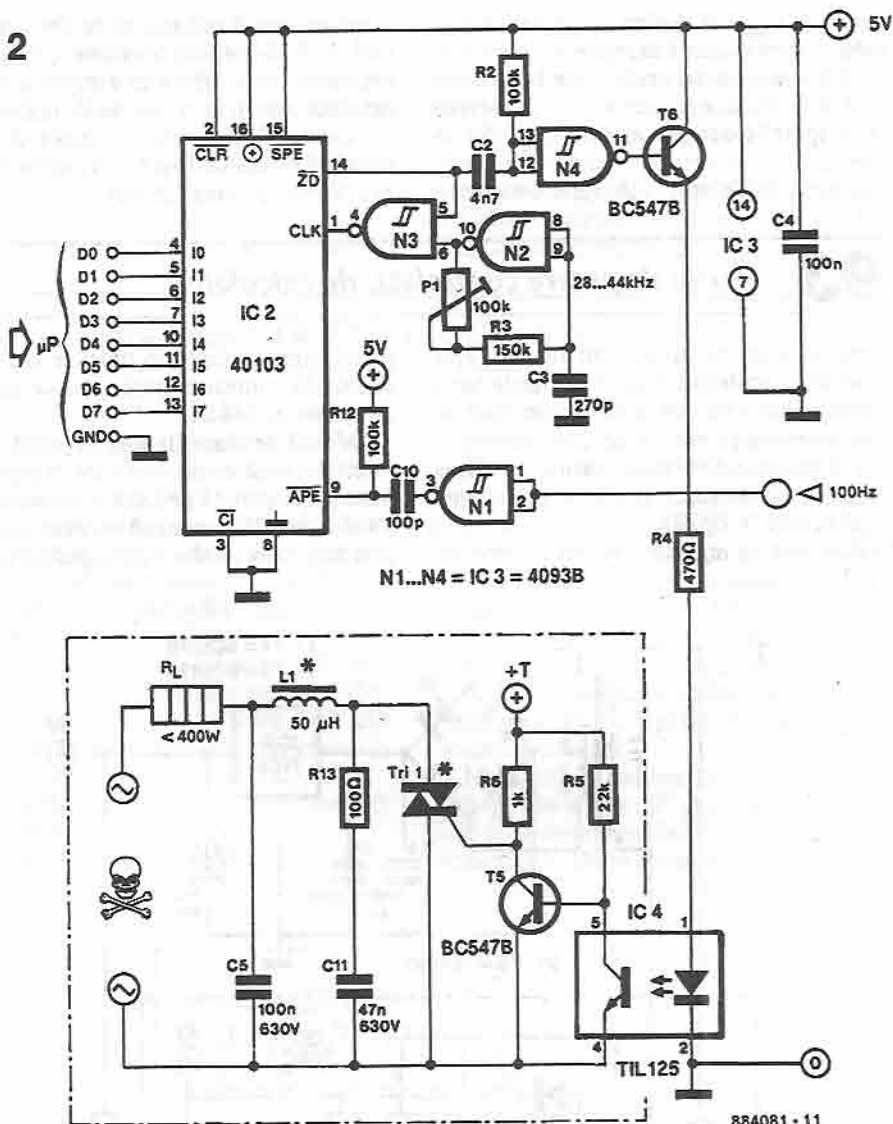 2
5V
R2
100k
T6
2 16 15
CLR SPE
14
ZD
C2
4n7
13
12
N4
11
BC547B
C4
100n
14
IC 3
7
CLK
1
4
N3
5
6
10
N2
8
9
28...44kHz
P1
100k
R3
150k
C3
270p
µP
D0 4 I0
D1 5 I1
D2 6 I2
D3 7 I3
D4 10 I4
D5 11 I5
D6 12 I6
D7 13 I7
GND
IC 2
40103
5V
R12
100k
APE 9
C10
100p
3
N1
1
2
100Hz
CI
3 8
N1...N4 = IC 3 = 4093B
R4
470Ω
RL
< 400W
L1 *
50 µH
R13
100Ω
Tri 1 *
+T
R6
1k
R5
22k
T5
BC547B
IC 4
5 1
4 2
TIL125
0
C5
100n
630V
C11
47n
630V
884081 · 11